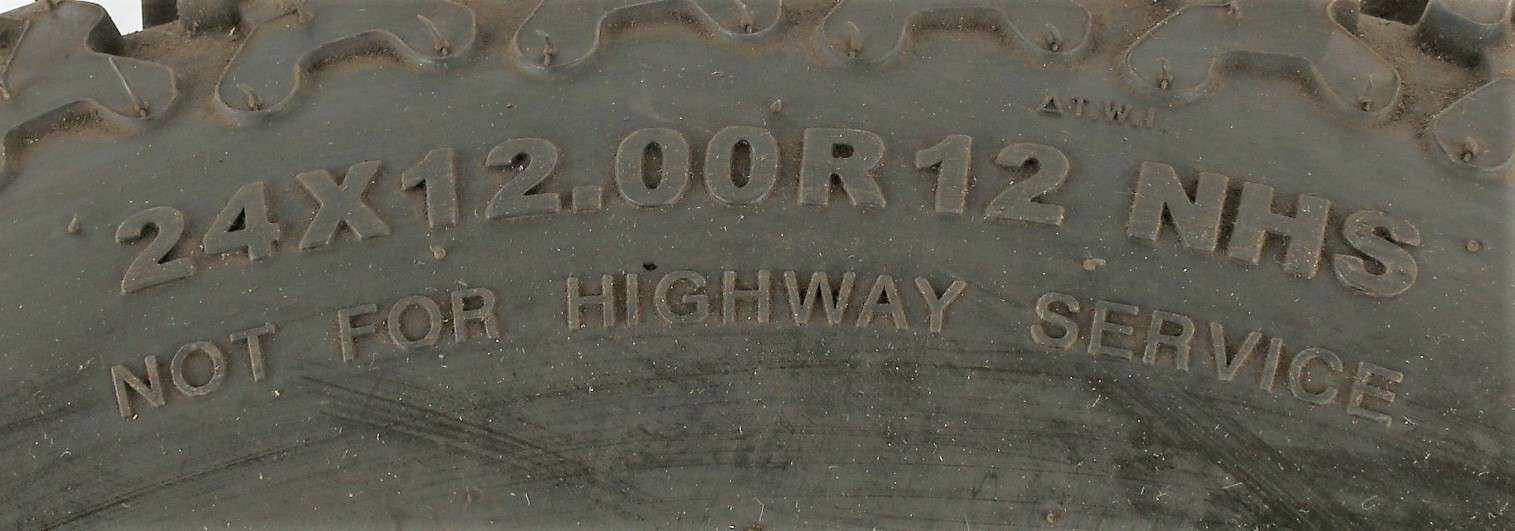 △T.W.I.
24X12.00R12 NHS
NOT FOR HIGHWAY SERVICE